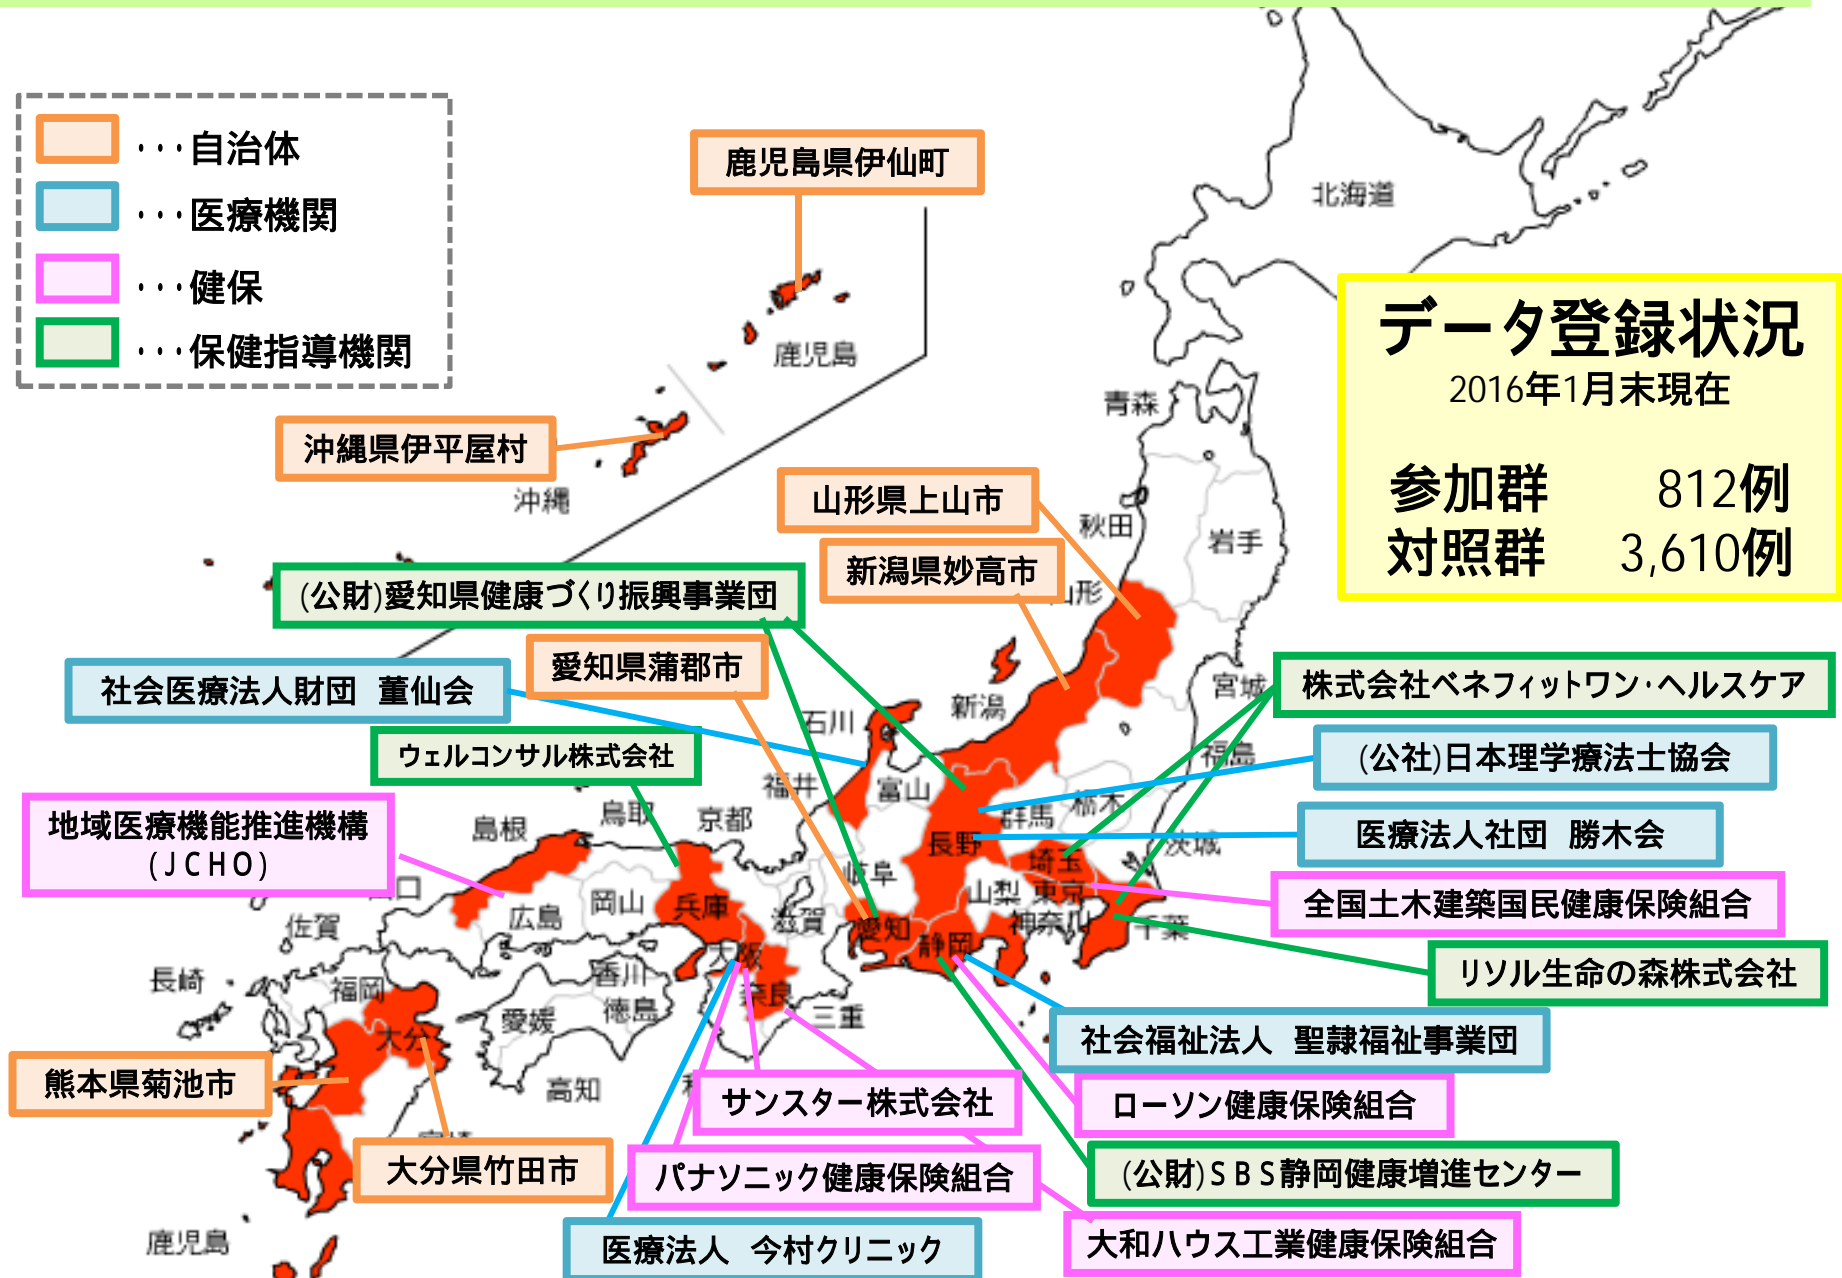 ･･･自治体
･･･医療機関
･･･健保
･･･保健指導機関
鹿児島県伊仙町
北海道
データ登録状況
2016年1月末現在
参加群 812例
対照群 3,610例
鹿児島
青森
沖縄県伊平屋村
沖縄
山形県上山市
秋田
岩手
新潟県妙高市
山形
(公財)愛知県健康づくり振興事業団
愛知県蒲郡市
社会医療法人財団 董仙会
新潟
宮城
株式会社ベネフィットワン･ヘルスケア
石川
ウェルコンサル株式会社
福島
(公社)日本理学療法士協会
福井
富山
群馬
栃木
地域医療機能推進機構
(JCHO)
島根
鳥取
京都
長野
茨城
医療法人社団 勝木会
岐阜
埼玉
山梨
東京
全国土木建築国民健康保険組合
口
佐賀
広島
岡山
兵庫
滋賀
愛知
静岡
神奈川
千葉
リソル生命の森株式会社
長崎
福岡
大阪
香川
奈良
愛媛
徳島
三重
大分
社会福祉法人 聖隷福祉事業団
熊本県菊池市
高知
サンスター株式会社
ローソン健康保険組合
大分県竹田市
パナソニック健康保険組合
(公財)SBS静岡健康増進センター
鹿児島
医療法人 今村クリニック
大和ハウス工業健康保険組合